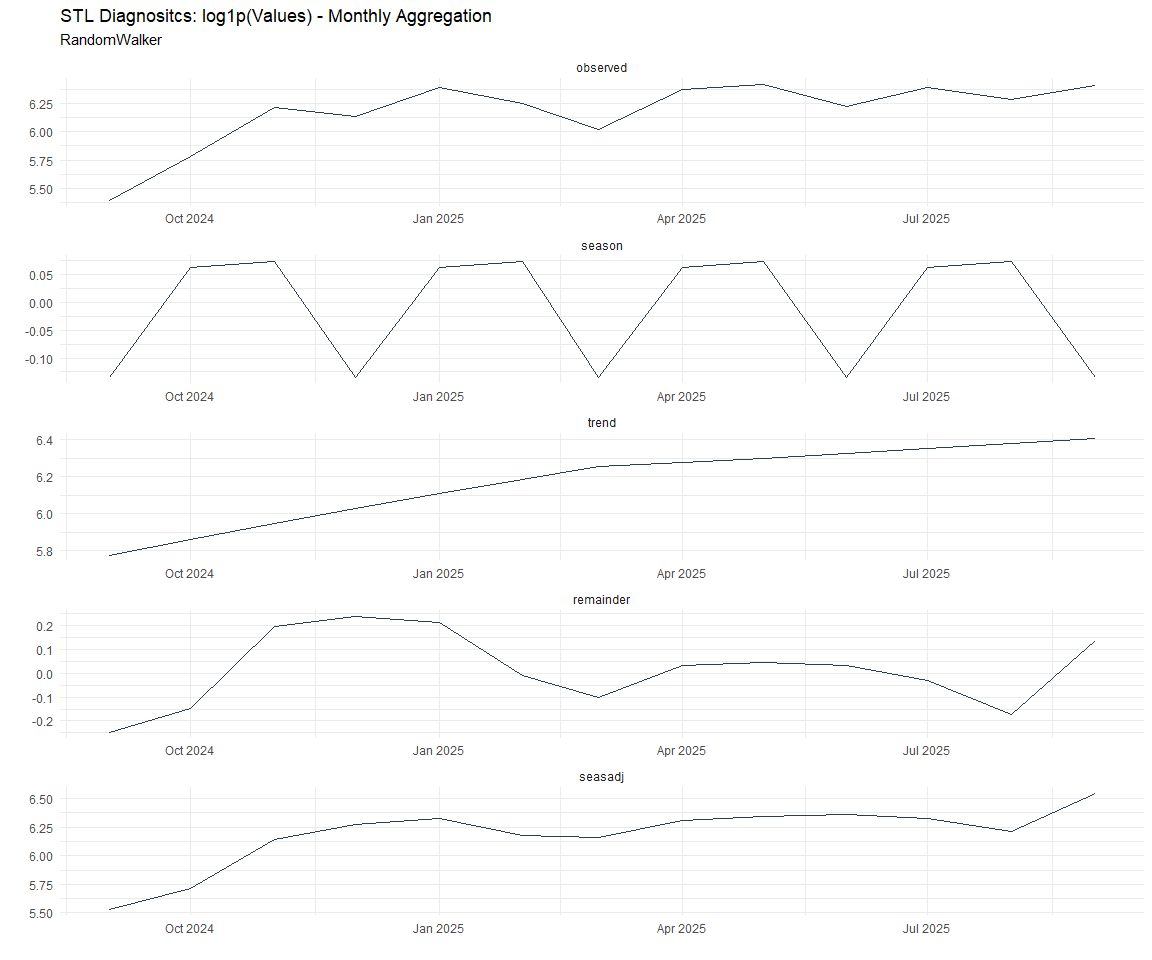 STL Diagnositcs: log1p(Values) - Monthly Aggregation
RandomWalker
observed
6.25
6.00
5.75
5.50
Oct 2024 Jan 2025 Apr 2025 Jul 2025
season
0.05
0.00
-0.05
-0.10
Oct 2024 Jan 2025 Apr 2025 Jul 2025
trend
6.4
6.2
6.0
5.8
Oct 2024 Jan 2025 Apr 2025 Jul 2025
remainder
0.2
0.1
0.0
-0.1
-0.2
Oct 2024 Jan 2025 Apr 2025 Jul 2025
seasadj
6.50
6.25
6.00
5.75
5.50
Oct 2024 Jan 2025 Apr 2025 Jul 2025